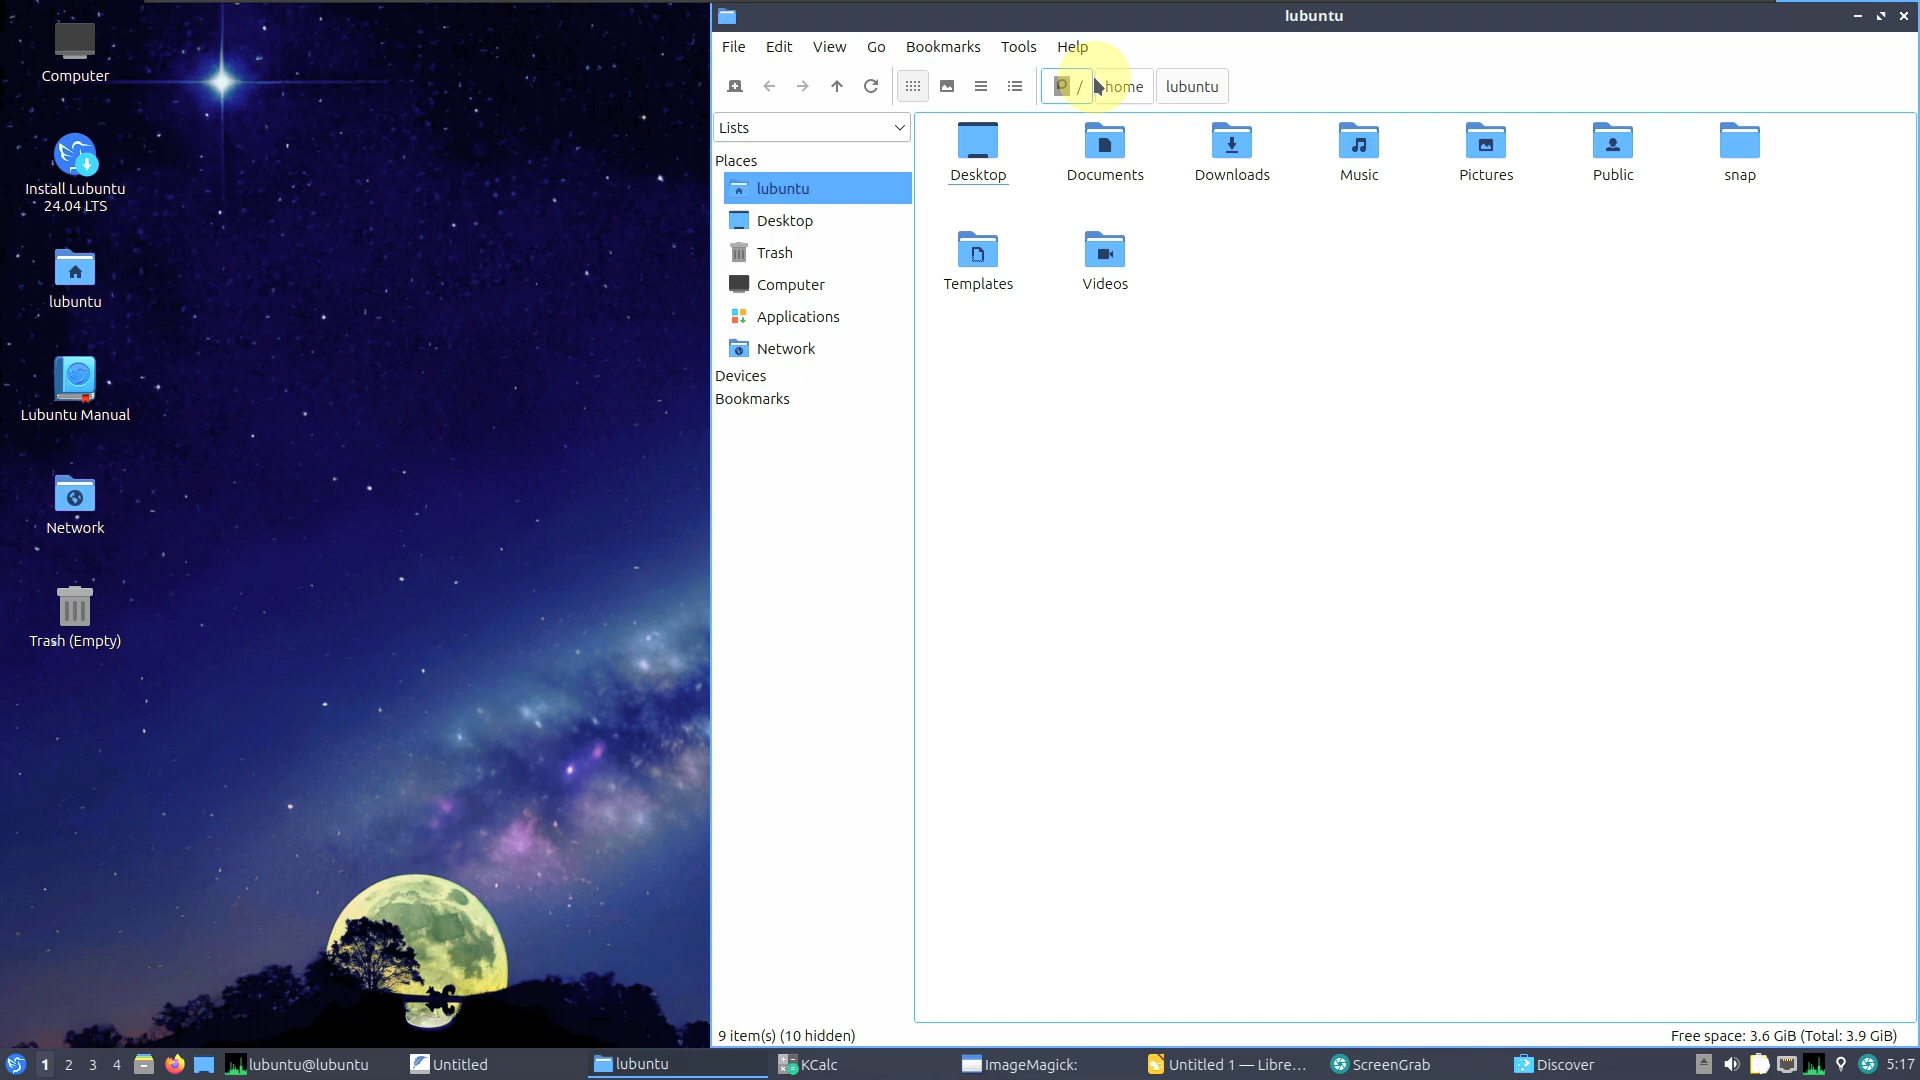 Computer
Install Lubuntu
24.04 LTS
lubuntu
Lubuntu Manual
Network
Trash (Empty)
lubuntu
File Edit View Go Bookmarks Tools Help
/ home lubuntu
Lists
Places
lubuntu
Desktop
Trash
Computer
Applications
Network
Devices
Bookmarks
Desktop Documents Downloads Music Pictures Public snap
Templates Videos
9 item(s) (10 hidden)
Free space: 3.6 GiB (Total: 3.9 GiB)
1 2 3 4 lubuntu@lubuntu Untitled lubuntu KCalc ImageMagick: Untitled 1 — Libre... ScreenGrab Discover 5:17